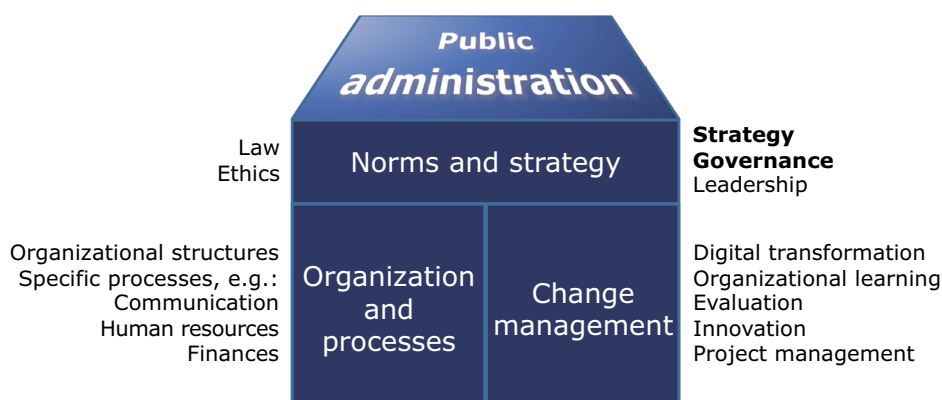 Public
administration
Law
Ethics
Norms and strategy
Strategy
Governance
Leadership
Organizational structures
Specific processes, e.g.:
Communication
Human resources
Finances
Organization
and
processes
Change
management
Digital transformation
Organizational learning
Evaluation
Innovation
Project management